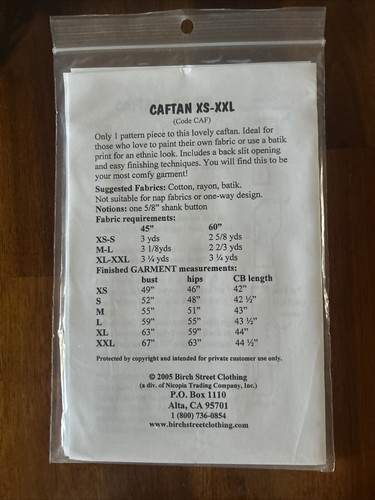 CAFTAN XS-XXL
(Code CAF)
Only 1 pattern piece to this lovely caftan. Ideal for
those who love to paint their own fabric or use a batik
print for an ethnic look. Includes a back slit opening
and easy finishing techniques. You will find this to be
your most comfy garment!
Suggested Fabrics: Cotton, rayon, batik.
Not suitable for nap fabrics or one-way design.
Notions: one 5/8" shank button
Fabric requirements:
45" 60"
XS-S 3 yds 2 5/8 yds
M-L 3 1/8yds 2 2/3 yds
XL-XXL 3 ¼ yds 3 ¼ yds
Finished GARMENT measurements:
bust hips CB length
XS 49" 46" 42"
S 52" 48" 42 ½"
M 55" 51" 43"
L 59" 55" 43 ½"
XL 63" 59" 44"
XXL 67" 63" 44 ½"
Protected by copyright and intended for private customer use only.
© 2005 Birch Street Clothing
(a div. of Nicopia Trading Company, Inc.)
P.O. Box 1110
Alta, CA 95701
1 (800) 736-0854
www.birchstreetclothing.com